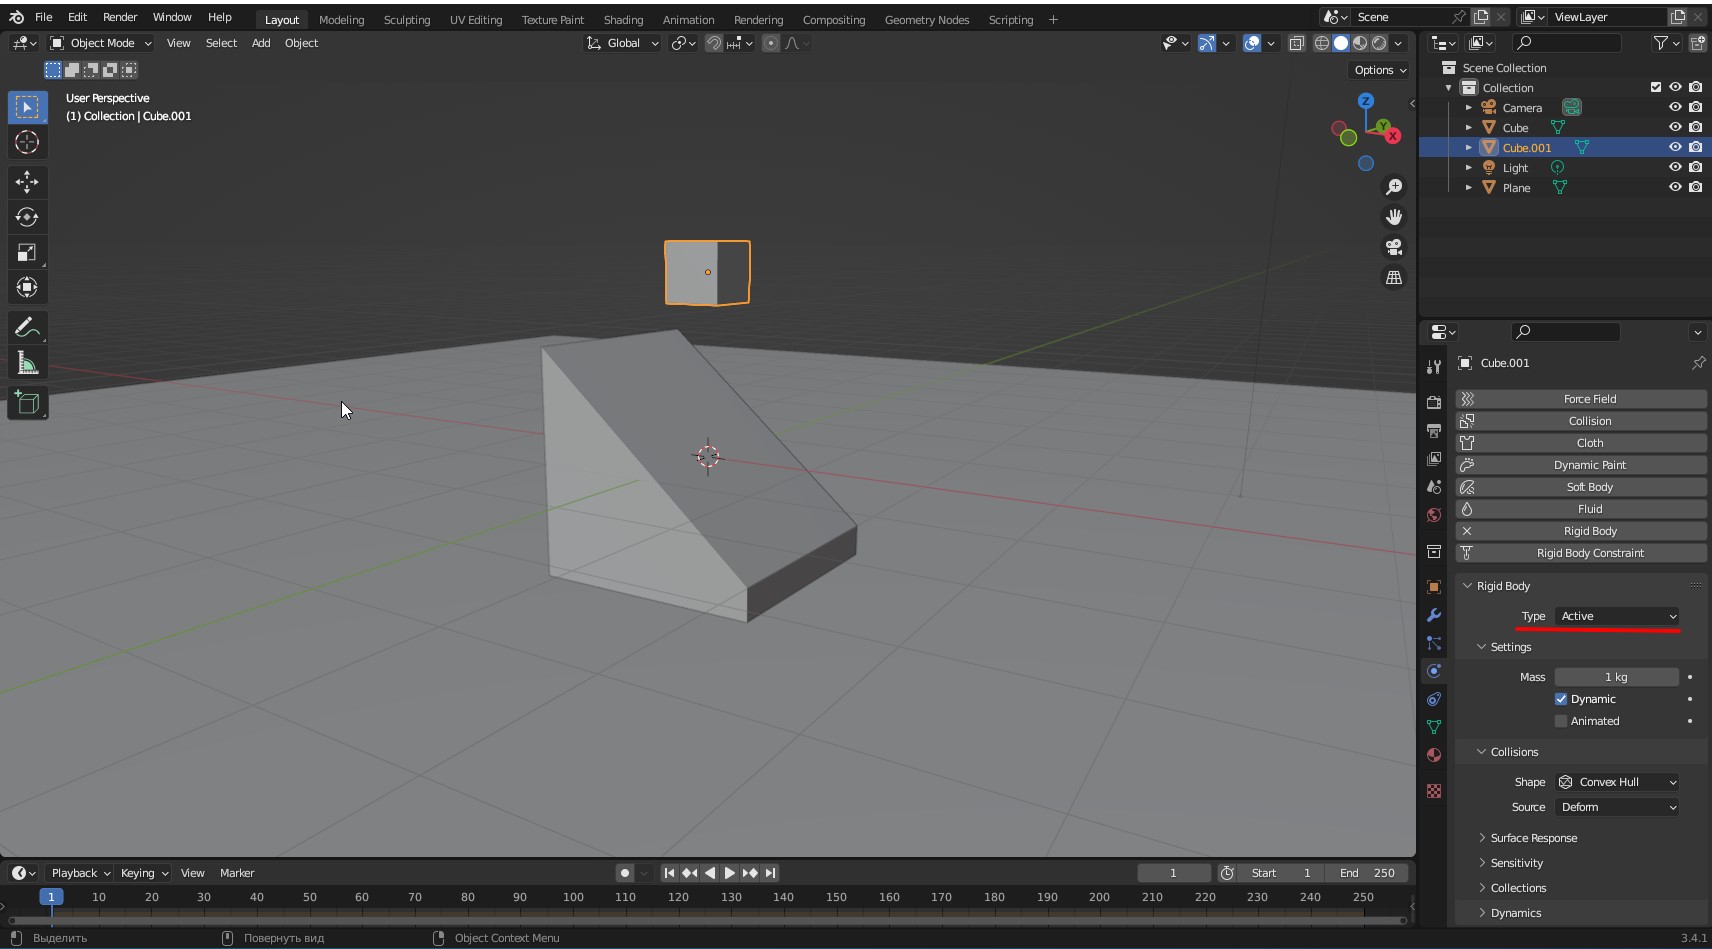 File Edit Render Window Help Layout Modeling Sculpting UV Editing Texture Paint Shading Animation Rendering Compositing Geometry Nodes Scripting + Scene ViewLayer
Object Mode View Select Add Object Global
Options
User Perspective
(1) Collection | Cube.001
Z
Y
X
Scene Collection
Collection
Camera
Cube
Cube.001
Light
Plane
Cube.001
Force Field
Collision
Cloth
Dynamic Paint
Soft Body
Fluid
Rigid Body
Rigid Body Constraint
Rigid Body
Type Active
Settings
Mass 1 kg
Dynamic
Animated
Collisions
Shape Convex Hull
Source Deform
Surface Response
Sensitivity
Collections
Dynamics
Playback Keying View Marker 1 Start 1 End 250
1 10 20 30 40 50 60 70 80 90 100 110 120 130 140 150 160 170 180 190 200 210 220 230 240 250
Выделить Повернуть вид Object Context Menu 3.4.1